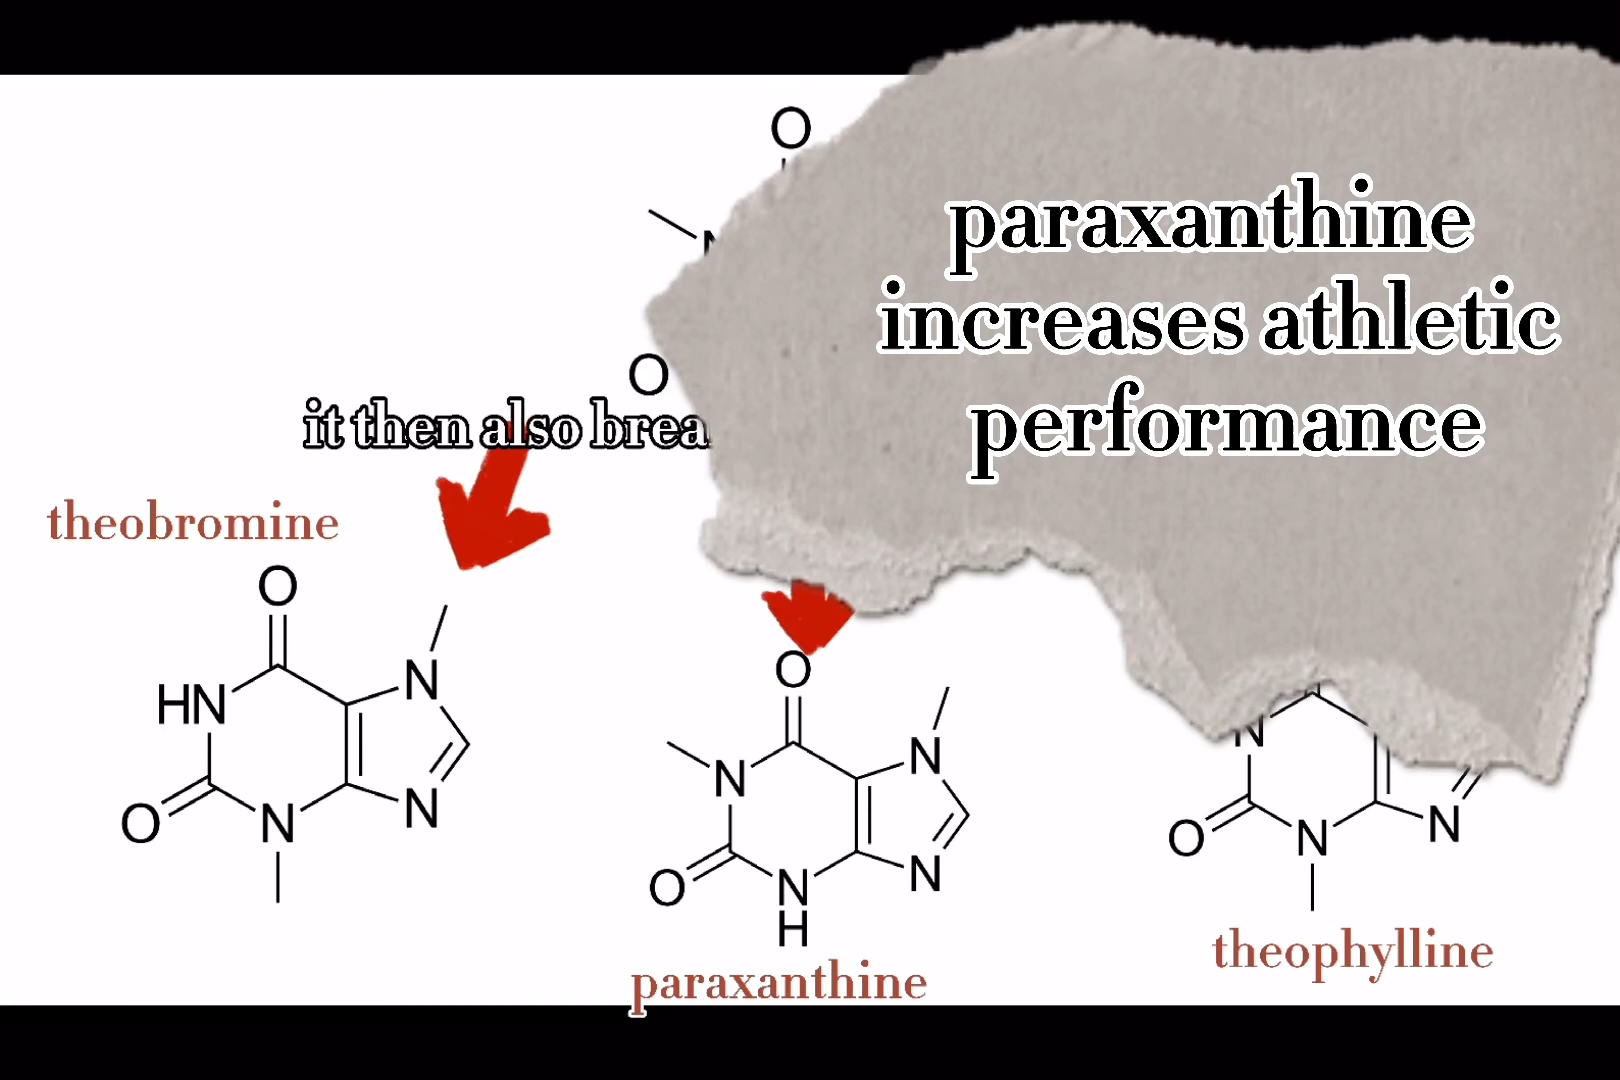 O
N
paraxanthine
increases athletic
performance
O
it then also brea
theobromine
O
N
HN
O
N
N
O
N
N
O
N
N
H
N
O
N
N
theophylline
paraxanthine